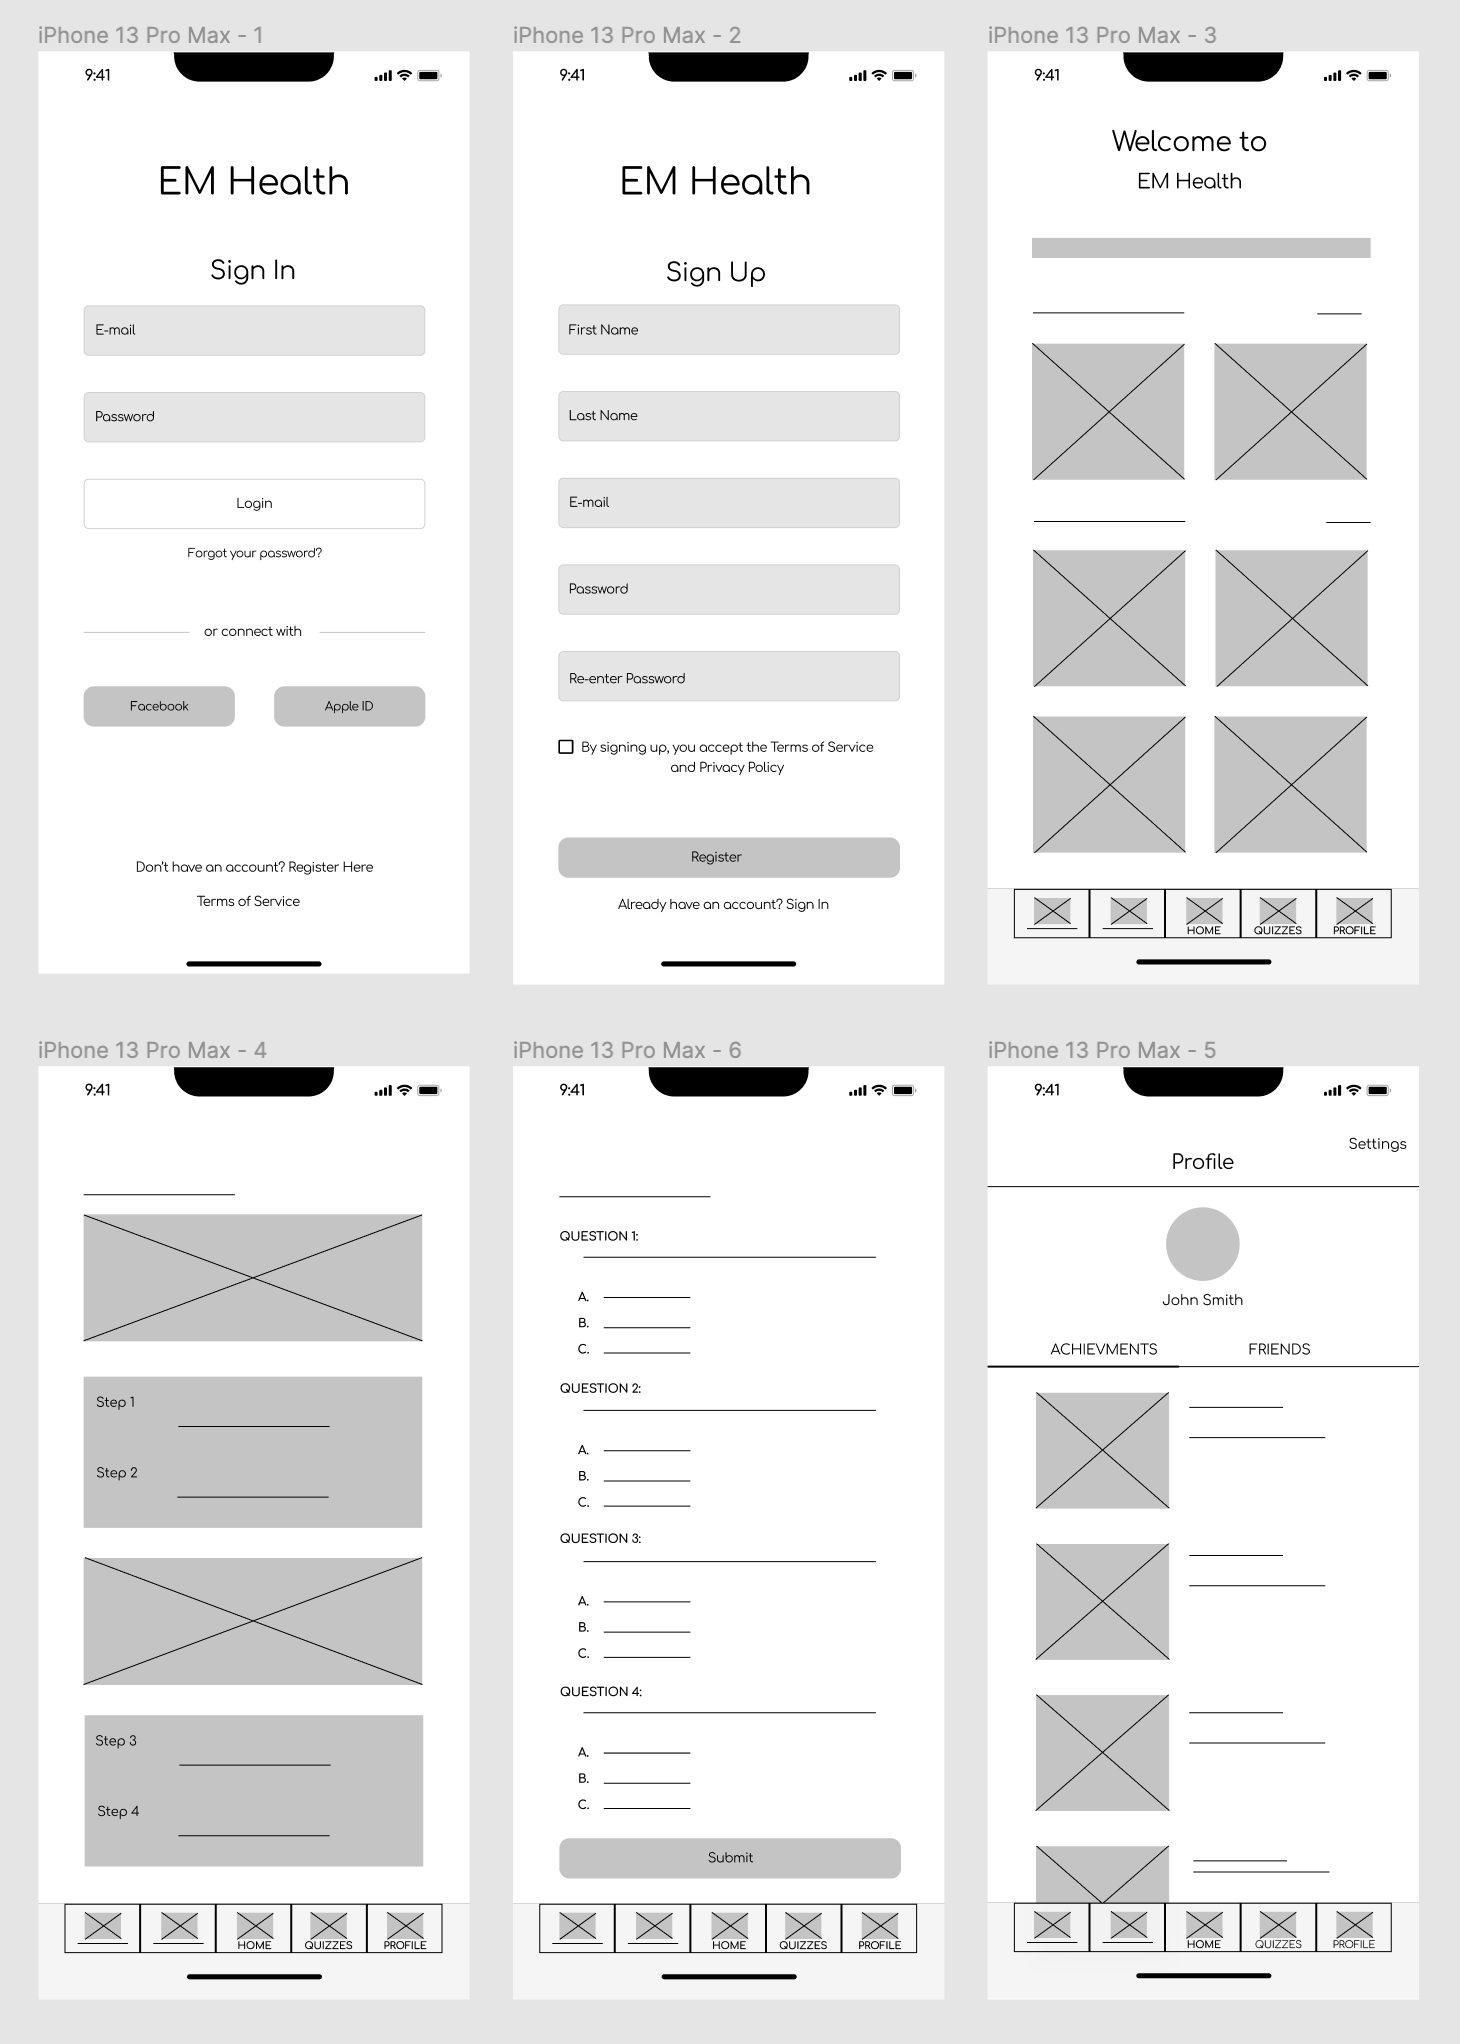 iPhone 13 Pro Max - 1
9:41
EM Health
Sign In
E-mail
Password
Login
Forgot your password?
or connect with
Facebook
Apple ID
Don't have an account? Register Here
Terms of Service
iPhone 13 Pro Max - 2
9:41
EM Health
Sign Up
First Name
Last Name
E-mail
Password
Re-enter Password
By signing up, you accept the Terms of Service
and Privacy Policy
Register
Already have an account? Sign In
iPhone 13 Pro Max - 3
9:41
Welcome to
EM Health
HOME
QUIZZES
PROFILE
iPhone 13 Pro Max - 4
9:41
Step 1
Step 2
Step 3
Step 4
HOME
QUIZZES
PROFILE
iPhone 13 Pro Max - 6
9:41
QUESTION 1:
A.
B.
C.
QUESTION 2:
A.
B.
C.
QUESTION 3:
A.
B.
C.
QUESTION 4:
A.
B.
C.
Submit
HOME
QUIZZES
PROFILE
iPhone 13 Pro Max - 5
9:41
Settings
Profile
John Smith
ACHIEVMENTS
FRIENDS
HOME
QUIZZES
PROFILE